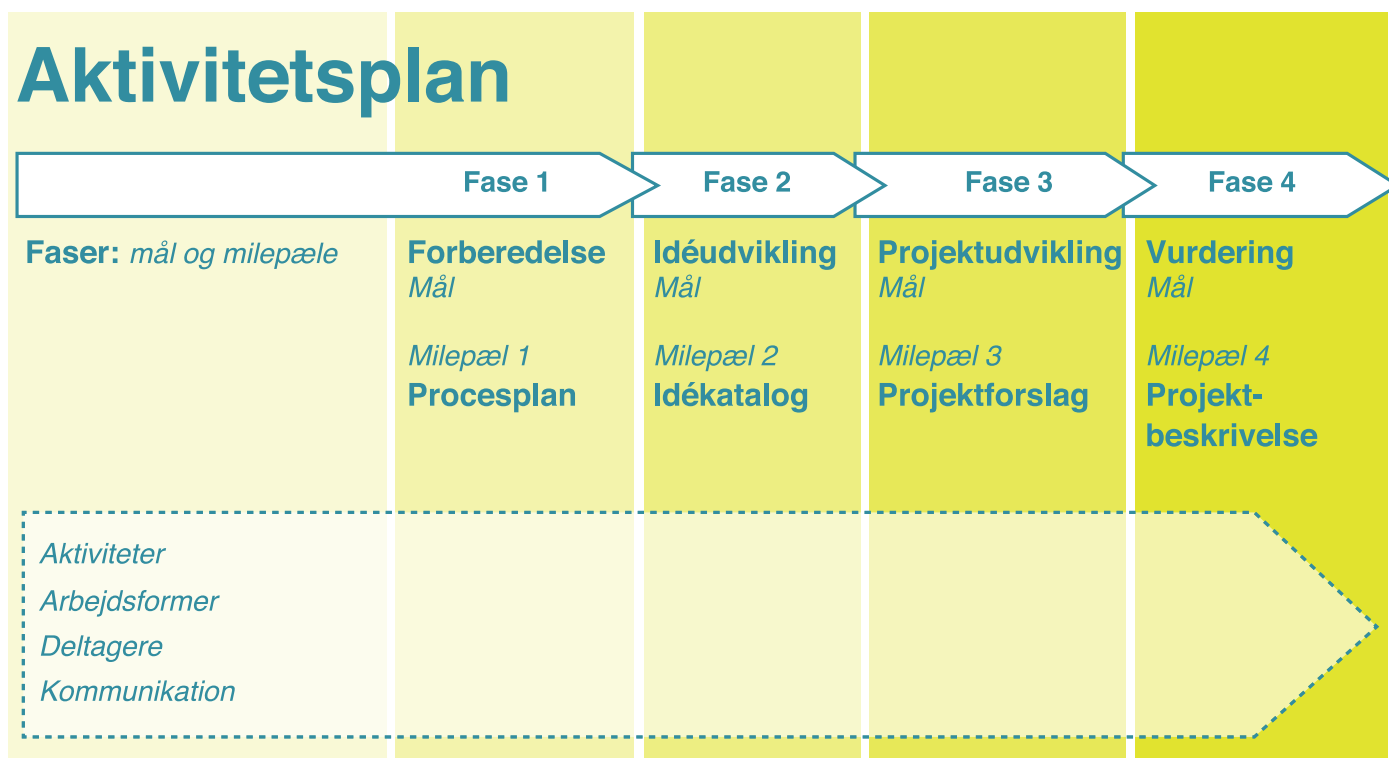 Aktivitetsplan
Fase 1
Fase 2
Fase 3
Fase 4
Faser: mål og milepæle
Forberedelse
Mål
Milepæl 1
Procesplan
Idéudvikling
Mål
Milepæl 2
Idékatalog
Projektudvikling
Mål
Milepæl 3
Projektforslag
Vurdering
Mål
Milepæl 4
Projekt-
beskrivelse
Aktiviteter
Arbejdsformer
Deltagere
Kommunikation